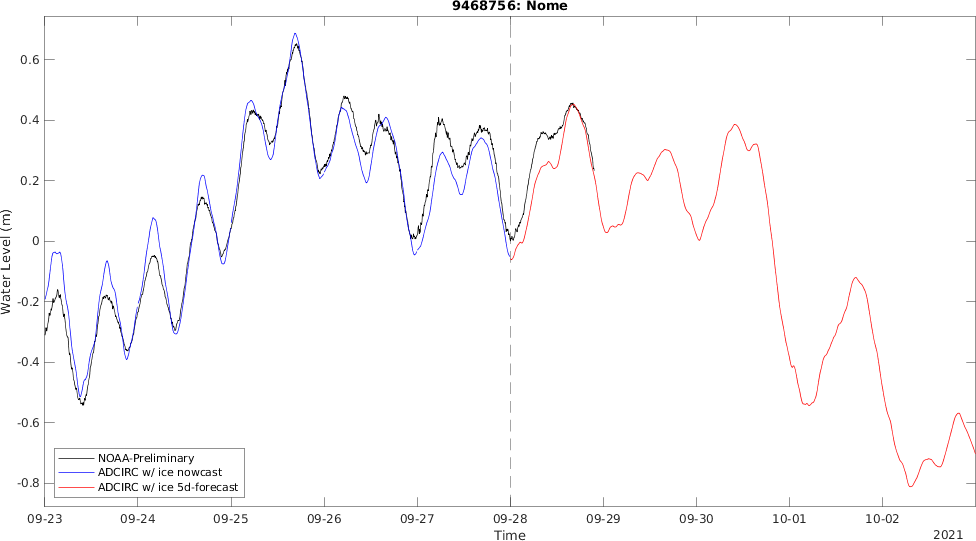 9468756: Nome
Water Level (m)
0.6
0.4
0.2
0
-0.2
-0.4
-0.6
-0.8
NOAA-Preliminary
ADCIRC w/ ice nowcast
ADCIRC w/ ice 5d-forecast
09-23 09-24 09-25 09-26 09-27 09-28 09-29 09-30 10-01 10-02
Time
2021